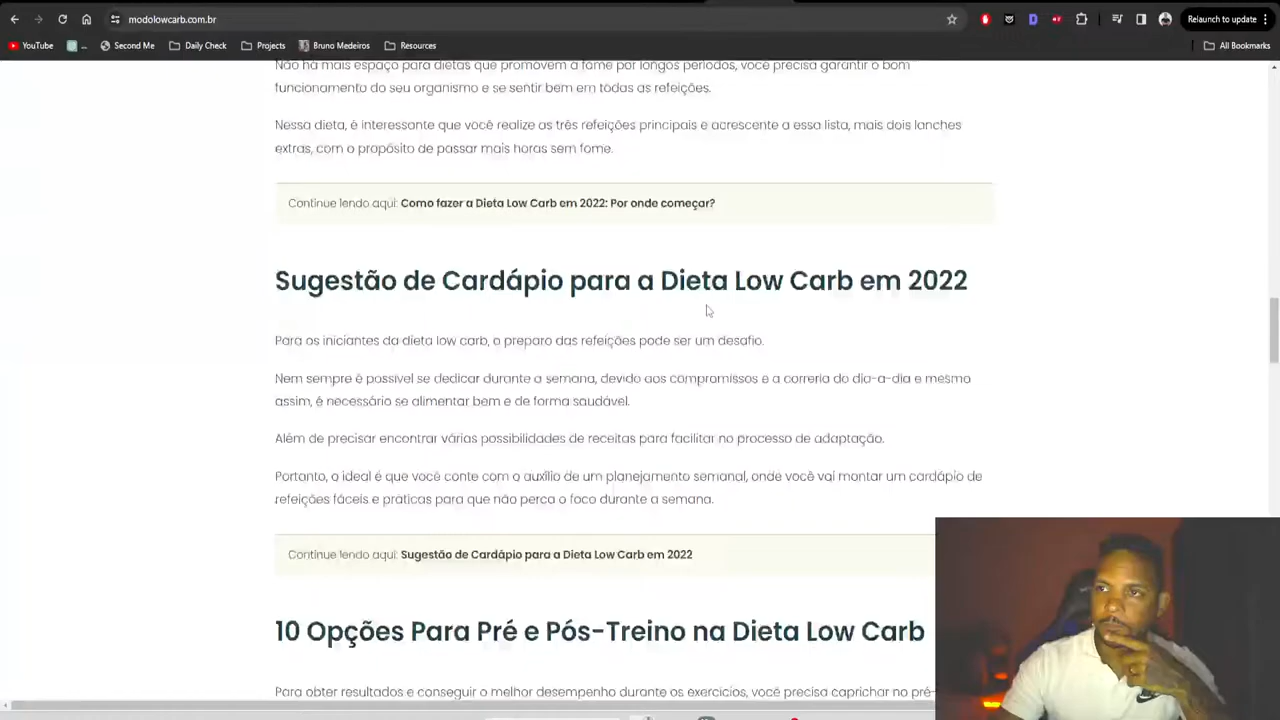 modolowcarb.com.br
Relaunch to update
YouTube
...
Second Me
Daily Check
Projects
Bruno Medeiros
Resources
All Bookmarks
Não há mais espaço para dietas que promovem a fome por longos períodos, você precisa garantir o bom
funcionamento do seu organismo e se sentir bem em todas as refeições.
Nessa dieta, é interessante que você realize as três refeições principais e acrescente a essa lista, mais dois lanches
extras, com o propósito de passar mais horas sem fome.
Continue lendo aqui: Como fazer a Dieta Low Carb em 2022: Por onde começar?
Sugestão de Cardápio para a Dieta Low Carb em 2022
Para os iniciantes da dieta low carb, o preparo das refeições pode ser um desafio.
Nem sempre é possível se dedicar durante a semana, devido aos compromissos e a correria do dia-a-dia e mesmo
assim, é necessário se alimentar bem e de forma saudável.
Além de precisar encontrar várias possibilidades de receitas para facilitar no processo de adaptação.
Portanto, o ideal é que você conte com o auxílio de um planejamento semanal, onde você vai montar um cardápio de
refeições fáceis e práticas para que não perca o foco durante a semana.
Continue lendo aqui: Sugestão de Cardápio para a Dieta Low Carb em 2022
10 Opções Para Pré e Pós-Treino na Dieta Low Carb
Para obter resultados e conseguir o melhor desempenho durante os exercícios, você precisa caprichar no pré-